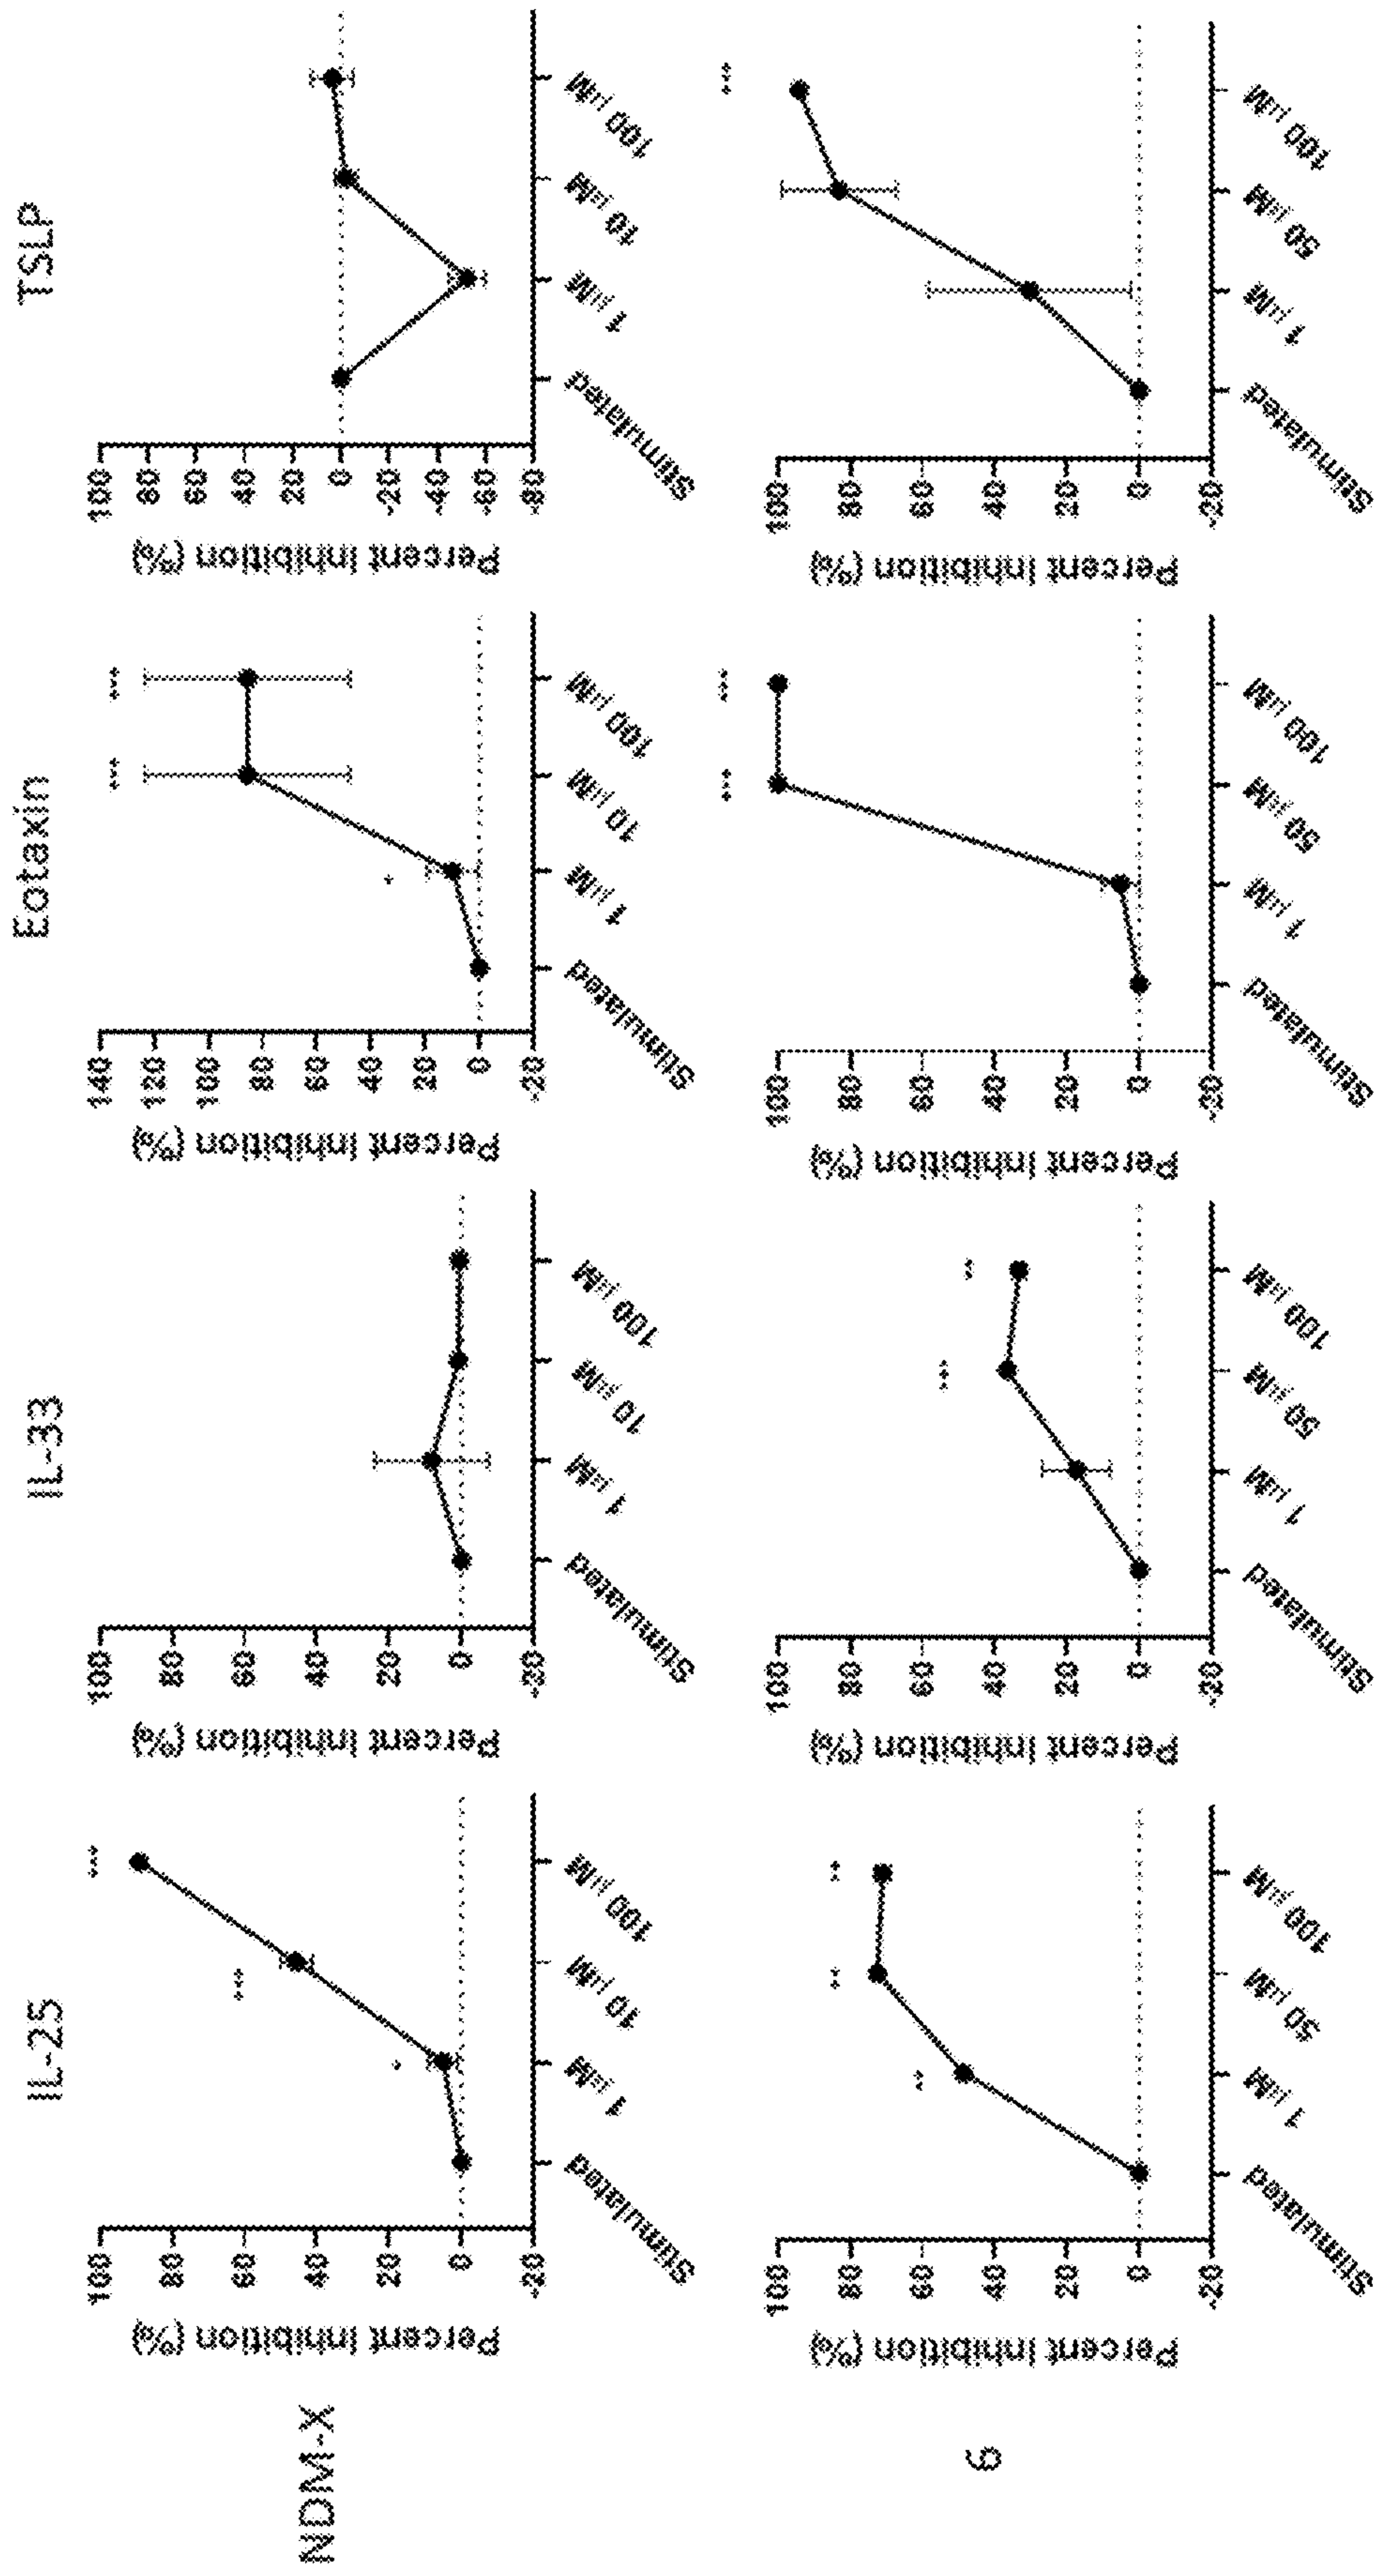 IL-25
IL-33
Eotaxin
TSLP
NDM-X
Percent Inhibition (%)
100
80
60
40
20
0
-20
Stimulated
1 µM
10 µM
100 µM
***
***
*
Percent Inhibition (%)
100
80
60
40
20
0
-20
Stimulated
1 µM
10 µM
100 µM
Percent Inhibition (%)
140
120
100
80
60
40
20
0
-20
Stimulated
1 µM
10 µM
100 µM
***
***
*
Percent Inhibition (%)
100
80
60
40
20
0
-20
-40
-60
-80
Stimulated
1 µM
10 µM
100 µM
6
Percent Inhibition (%)
100
80
60
40
20
0
-20
Stimulated
1 µM
50 µM
100 µM
**
**
**
Percent Inhibition (%)
100
80
60
40
20
0
-20
Stimulated
1 µM
50 µM
100 µM
***
**
Percent Inhibition (%)
100
80
60
40
20
0
-20
Stimulated
1 µM
50 µM
100 µM
***
***
Percent Inhibition (%)
100
80
60
40
20
0
-20
Stimulated
1 µM
50 µM
100 µM
***